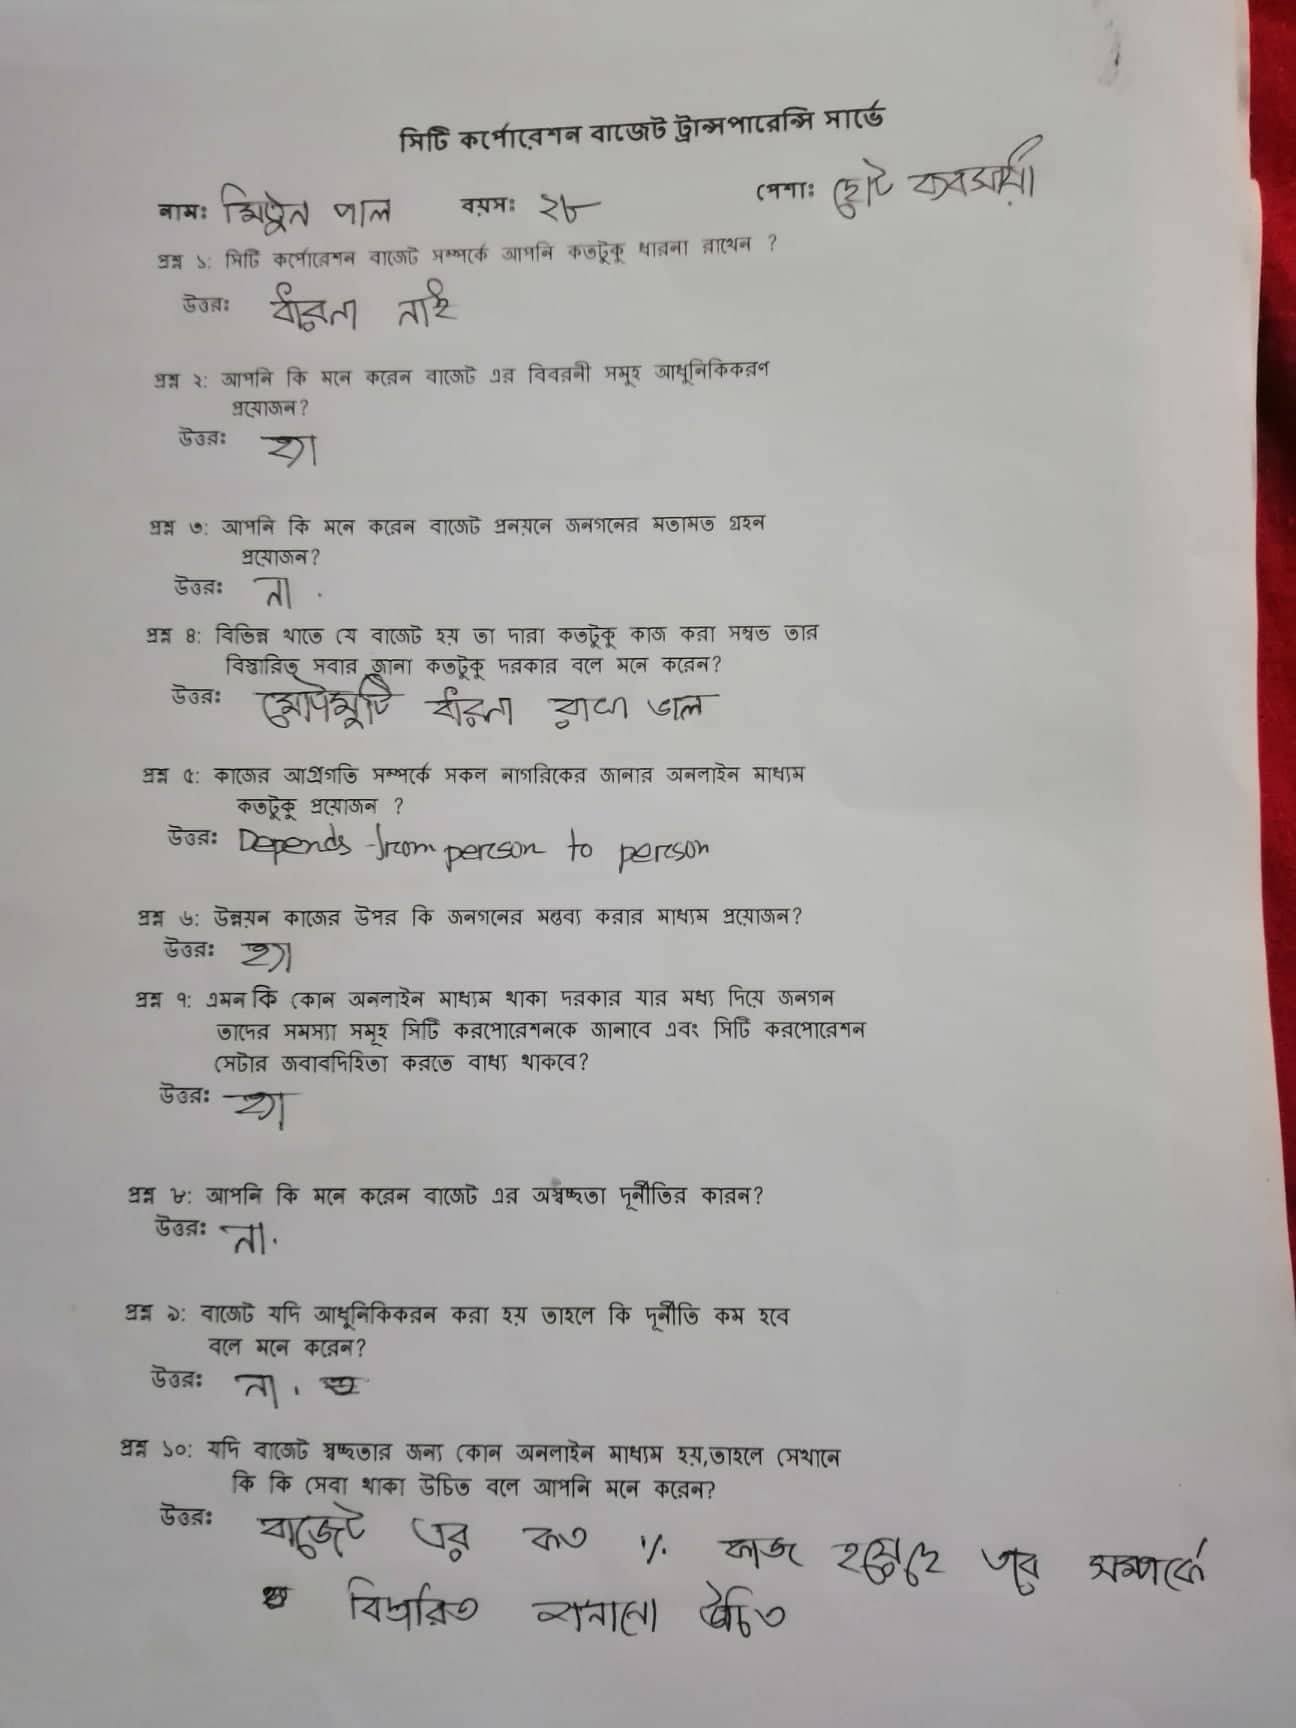 সিটি কর্পোরেশন বাজেট ট্রান্সপারেন্সি সার্ভে
নামঃ মিঠুন পাল বয়সঃ ২৮ পেশাঃ ছোট ব্যবসায়ী
প্রশ্ন ১: সিটি কর্পোরেশন বাজেট সম্পর্কে আপনি কতটুকু ধারনা রাখেন ?
উত্তরঃ ধারনা নাই
প্রশ্ন ২: আপনি কি মনে করেন বাজেট এর বিবরনী সমূহ আধুনিকিকরণ
প্রয়োজন?
উত্তরঃ হ্যা
প্রশ্ন ৩: আপনি কি মনে করেন বাজেট প্রনয়নে জনগনের মতামত গ্রহন
প্রয়োজন?
উত্তরঃ না .
প্রশ্ন ৪: বিভিন্ন খাতে যে বাজেট হয় তা দারা কতটুকু কাজ করা সম্বভ তার
বিস্তারিত্ সবার জানা কতটুকু দরকার বলে মনে করেন?
উত্তরঃ মোটামুটি ধারনা রাখা ভাল
প্রশ্ন ৫: কাজের আর্গ্রগতি সম্পর্কে সকল নাগরিকের জানার অনলাইন মাধ্যম
কতটুকু প্রয়োজন ?
উত্তরঃ Depends from person to person
প্রশ্ন ৬: উন্নয়ন কাজের উপর কি জনগনের মন্তব্য করার মাধ্যম প্রয়োজন?
উত্তরঃ হ্যা
প্রশ্ন ৭: এমন কি কোন অনলাইন মাধ্যম থাকা দরকার যার মধ্য দিয়ে জনগন
তাদের সমস্যা সমূহ সিটি করপোরেশনকে জানাবে এবং সিটি করপোরেশন
সেটার জবাবদিহিতা করতে বাধ্য থাকবে?
উত্তরঃ হ্যা
প্রশ্ন ৮: আপনি কি মনে করেন বাজেট এর অস্বচ্ছতা দূর্নীতির কারন?
উত্তরঃ না.
প্রশ্ন ৯: বাজেট যদি আধুনিকিকরন করা হয় তাহলে কি দূর্নীতি কম হবে
বলে মনে করেন?
উত্তরঃ না .
প্রশ্ন ১০: যদি বাজেট স্বচ্ছতার জন্য কোন অনলাইন মাধ্যম হয়,তাহলে সেখানে
কি কি সেবা থাকা উচিত বলে আপনি মনে করেন?
উত্তরঃ বাজেট এর কত % কাজ হয়েছে তার সম্পর্কে
বিস্তারিত জানানো উচিত